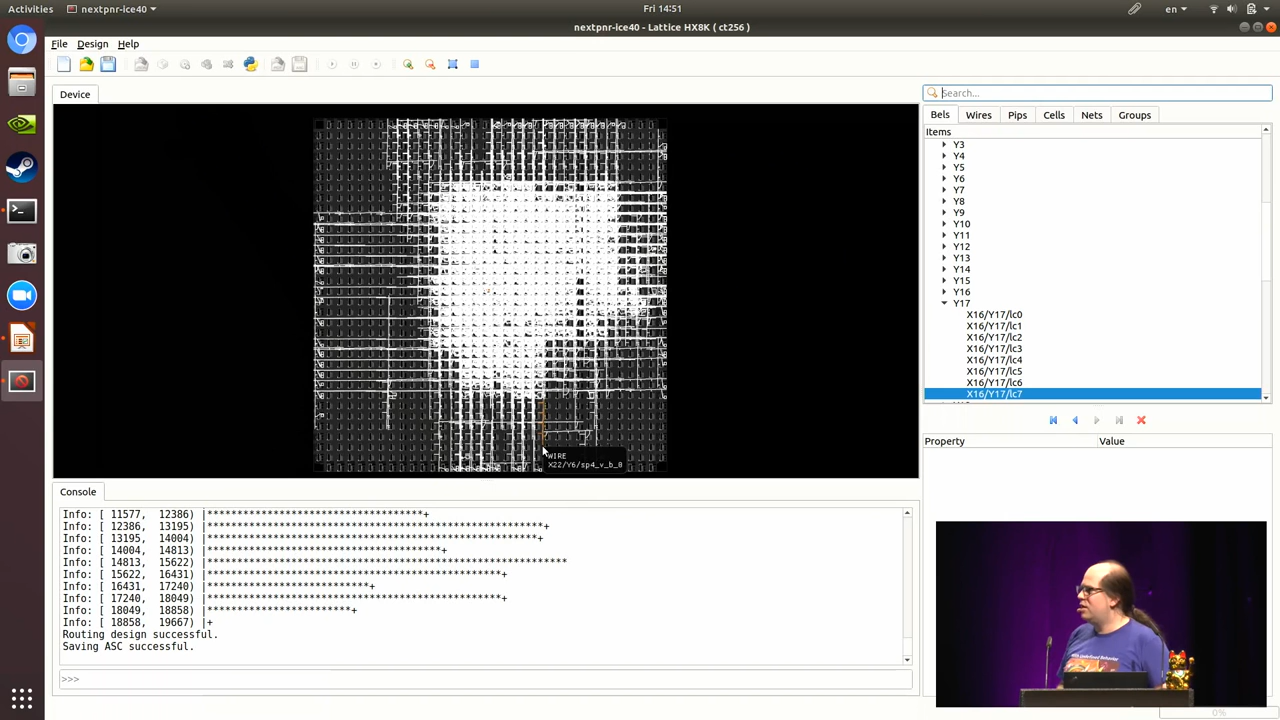 Activities nextpnr-ice40 Fri 14:51 en
nextpnr-ice40 - Lattice HX8K ( ct256 )
File Design Help
Device
Search...
Bels Wires Pips Cells Nets Groups
Items
Y3
Y4
Y5
Y6
Y7
Y8
Y9
Y10
Y11
Y12
Y13
Y14
Y15
Y16
Y17
X16/Y17/lc0
X16/Y17/lc1
X16/Y17/lc2
X16/Y17/lc3
X16/Y17/lc4
X16/Y17/lc5
X16/Y17/lc6
X16/Y17/lc7
Property Value
WIRE
X22/Y6/sp4_v_b_0
Console
Info: [ 11577, 12386) |******************************************+
Info: [ 12386, 13195) |******************************************************************+
Info: [ 13195, 14004) |*****************************************************************+
Info: [ 14004, 14813) |*********************************************+
Info: [ 14813, 15622) |**********************************************************************
Info: [ 15622, 16431) |***********************************************************+
Info: [ 16431, 17240) |*********************************+
Info: [ 17240, 18049) |***********************************************************+
Info: [ 18049, 18858) |******************************+
Info: [ 18858, 19667) |+
Routing design successful.
Saving ASC successful.
>>>
0%